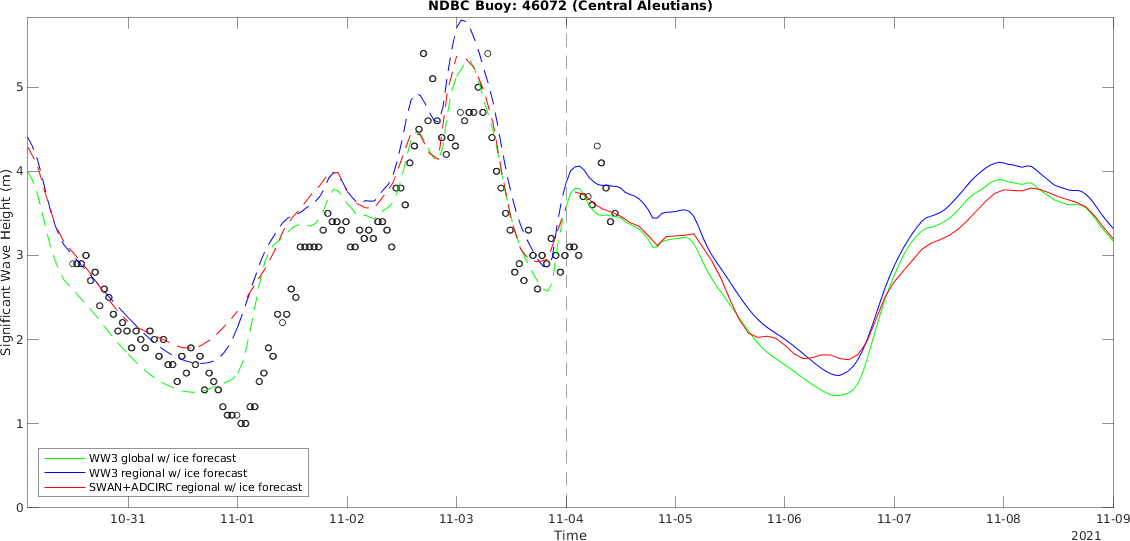 NDBC Buoy: 46072 (Central Aleutians)
Significant Wave Height (m)
5
4
3
2
1
0
WW3 global w/ ice forecast
WW3 regional w/ ice forecast
SWAN+ADCIRC regional w/ ice forecast
10-31 11-01 11-02 11-03 11-04 11-05 11-06 11-07 11-08 11-09
Time
2021